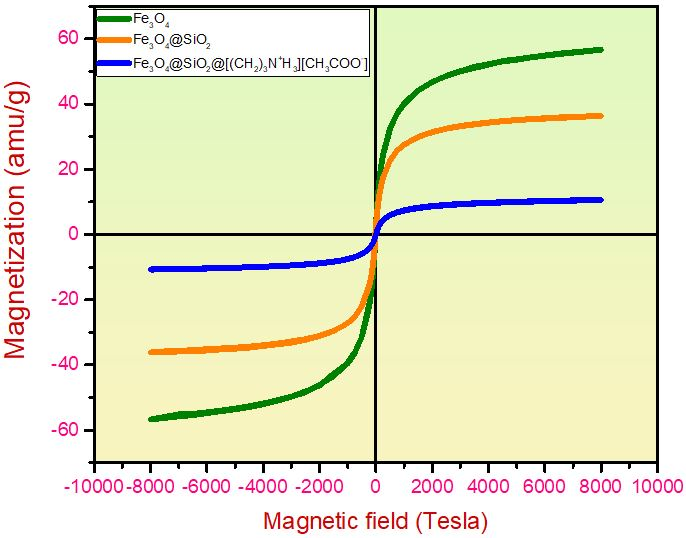 Fe₃O₄
Fe₃O₄@SiO₂
Fe₃O₄@SiO₂@[(CH₂)₃N⁺H₃][CH₃COO⁻]
Magnetization (amu/g)
60
40
20
0
-20
-40
-60
-10000 -8000 -6000 -4000 -2000 0 2000 4000 6000 8000 10000
Magnetic field (Tesla)